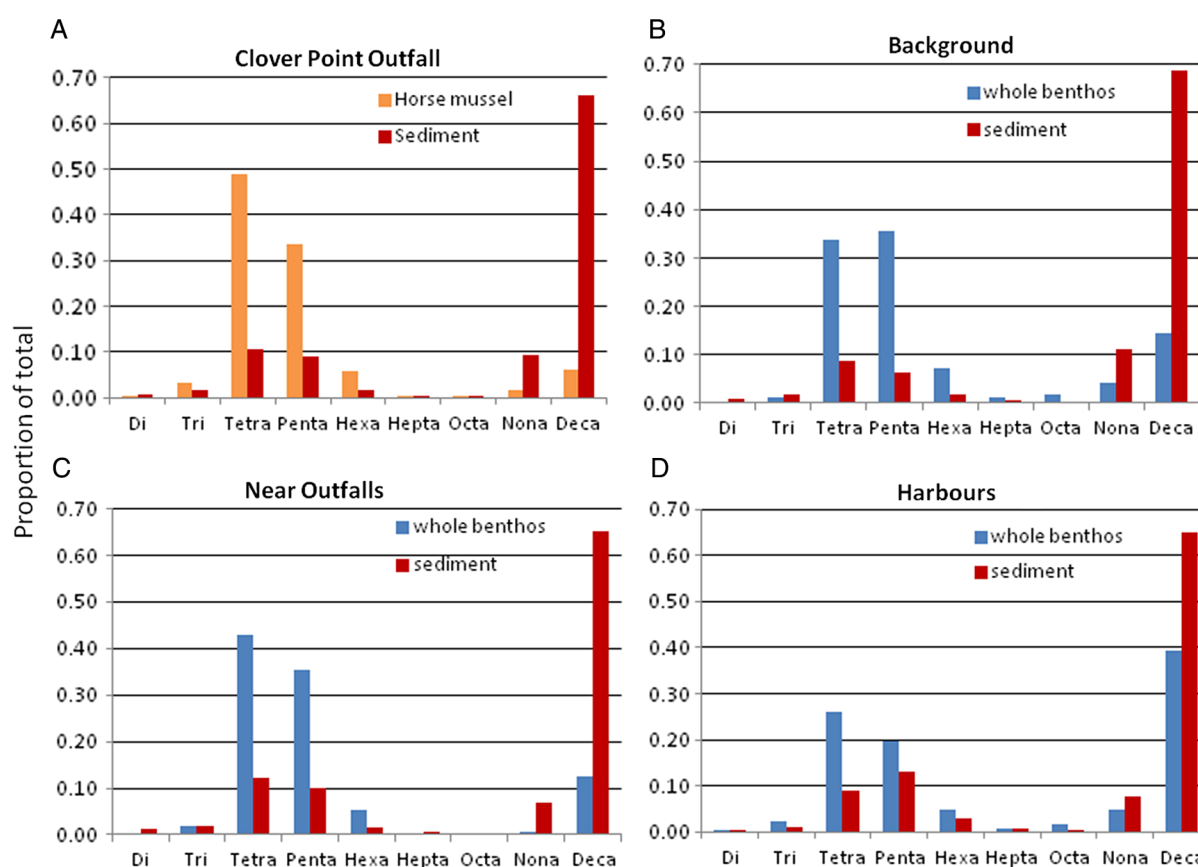 A
Clover Point Outfall
Horse mussel
Sediment
0.70
0.60
0.50
0.40
0.30
0.20
0.10
0.00
Di Tri Tetra Penta Hexa Hepta Octa Nona Deca
B
Background
whole benthos
sediment
0.70
0.60
0.50
0.40
0.30
0.20
0.10
0.00
Di Tri Tetra Penta Hexa Hepta Octa Nona Deca
Proportion of total
C
Near Outfalls
whole benthos
sediment
0.70
0.60
0.50
0.40
0.30
0.20
0.10
0.00
Di Tri Tetra Penta Hexa Hepta Octa Nona Deca
D
Harbours
whole benthos
sediment
0.70
0.60
0.50
0.40
0.30
0.20
0.10
0.00
Di Tri Tetra Penta Hexa Hepta Octa Nona Deca